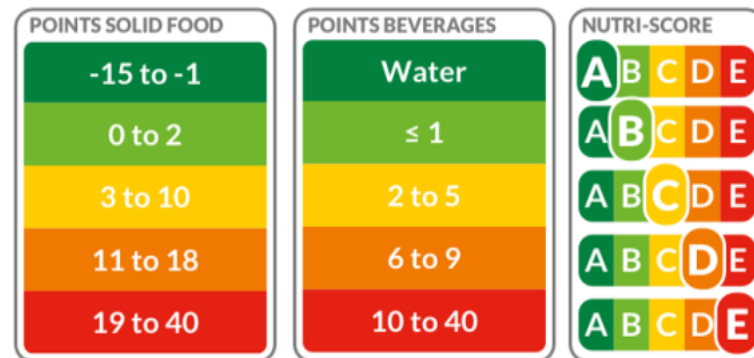 POINTS SOLID FOOD
-15 to -1
0 to 2
3 to 10
11 to 18
19 to 40
POINTS BEVERAGES
Water
≤ 1
2 to 5
6 to 9
10 to 40
NUTRI-SCORE
A B C D E
A B C D E
A B C D E
A B C D E
A B C D E